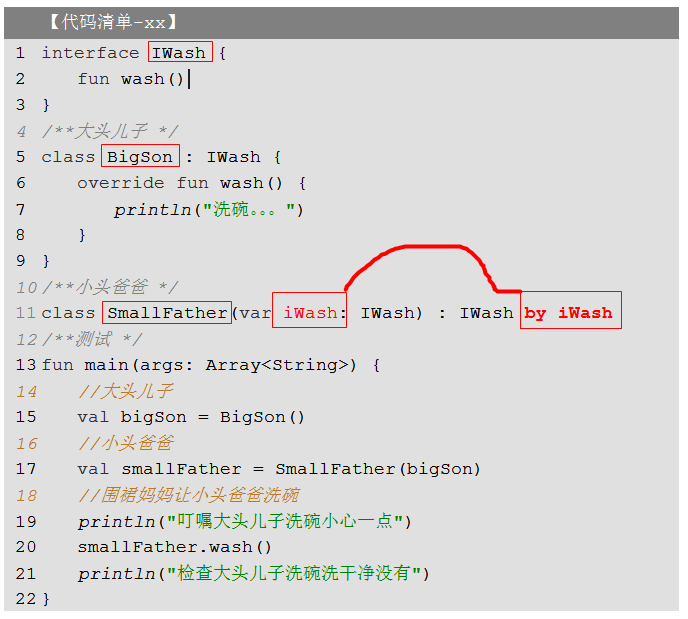 【代码清单-xx】
1 interface IWash {
2 fun wash()
3 }
4 /**大头儿子 */
5 class BigSon : IWash {
6 override fun wash() {
7 println("洗碗。。。")
8 }
9 }
10 /**小头爸爸 */
11 class SmallFather(var iWash: IWash) : IWash by iWash
12 /**测试 */
13 fun main(args: Array<String>) {
14 //大头儿子
15 val bigSon = BigSon()
16 //小头爸爸
17 val smallFather = SmallFather(bigSon)
18 //围裙妈妈让小头爸爸洗碗
19 println("叮嘱大头儿子洗碗小心一点")
20 smallFather.wash()
21 println("检查大头儿子洗碗洗干净没有")
22 }